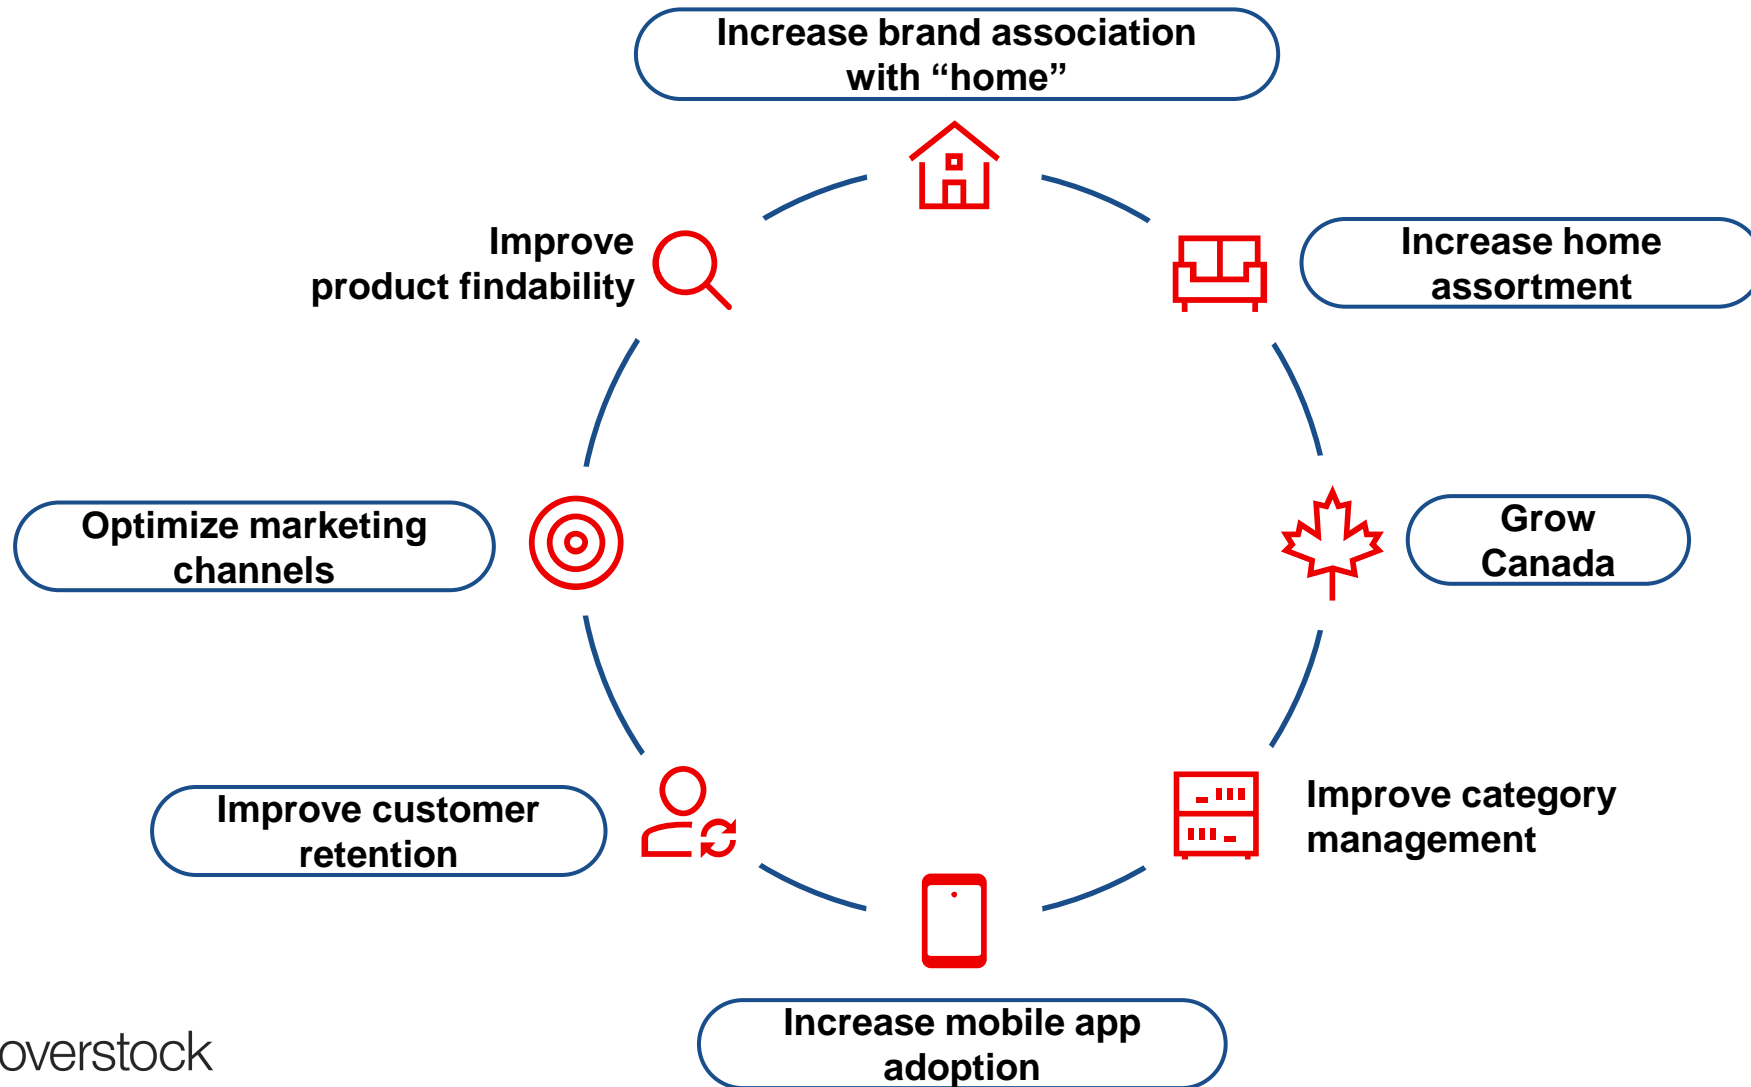 Increase brand association
with “home”
Improve
product findability
Increase home
assortment
Optimize marketing
channels
Grow
Canada
Improve customer
retention
Improve category
management
Increase mobile app
adoption
overstock